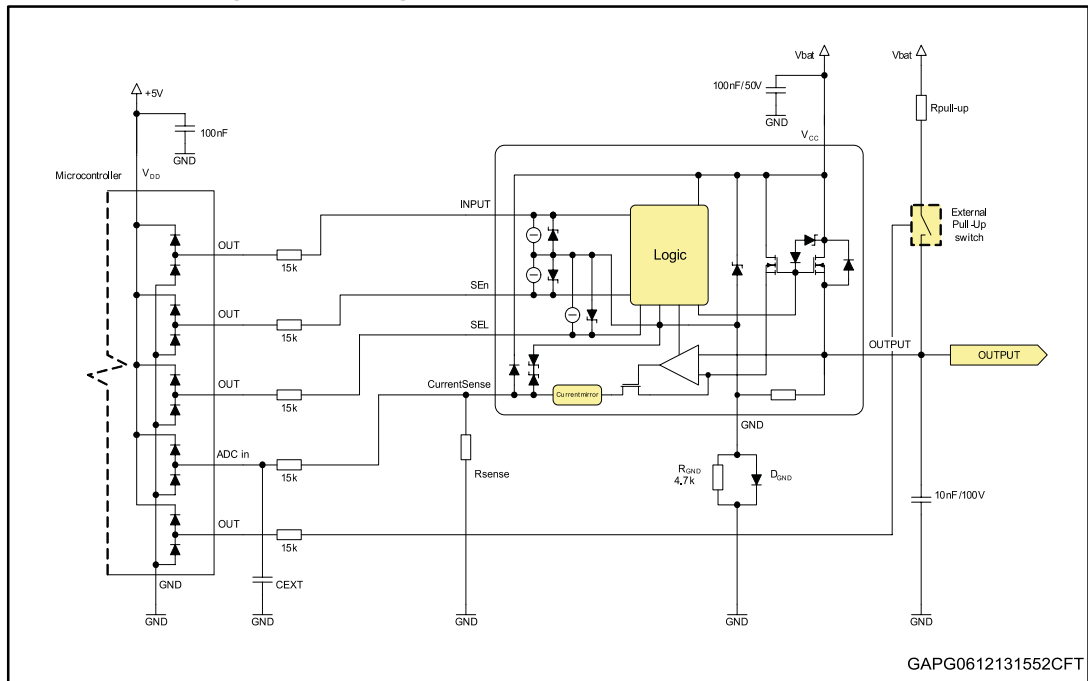 Vbat
Vbat
100nF/50V
GND
Rpull-up
+5V
100nF
GND
VCC
Microcontroller
VDD
INPUT
OUT
15k
Logic
External
Pull-Up
switch
SEn
OUT
15k
SEL
OUT
15k
OUTPUT
OUTPUT
CurrentSense
Currentmirror
GND
ADC in
15k
Rsense
RGND
4.7k
DGND
10nF/100V
OUT
15k
GND
CEXT
GND
GND
GND
GND
GND
GAPG0612131552CFT